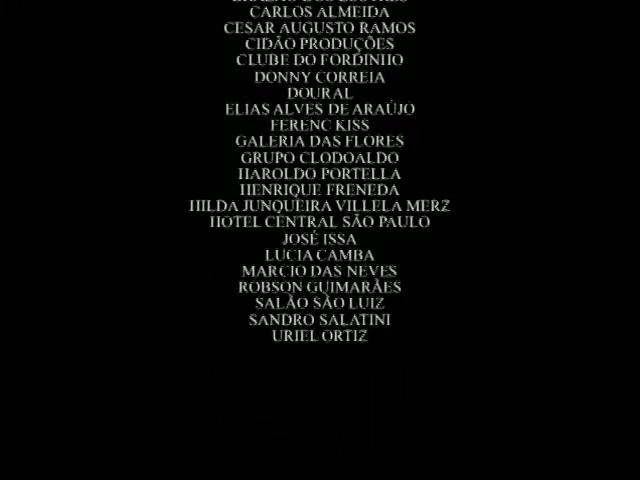 CARLOS ALMEIDA
CESAR AUGUSTO RAMOS
CIDÃO PRODUÇÕES
CLUBE DO FORDINHO
DONNY CORREIA
DOURAL
ELIAS ALVES DE ARAÚJO
FERENC KISS
GALERIA DAS FLORES
GRUPO CLODOALDO
HAROLDO PORTELLA
HENRIQUE FRENEDA
HILDA JUNQUEIRA VILLELA MERZ
HOTEL CENTRAL SÃO PAULO
JOSÉ ISSA
LUCIA CAMBA
MARCIO DAS NEVES
ROBSON GUIMARÃES
SALÃO SÃO LUIZ
SANDRO SALATINI
URIEL ORTIZ